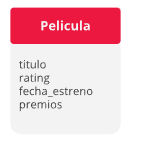 Pelicula
titulo
rating
fecha_estreno
premios